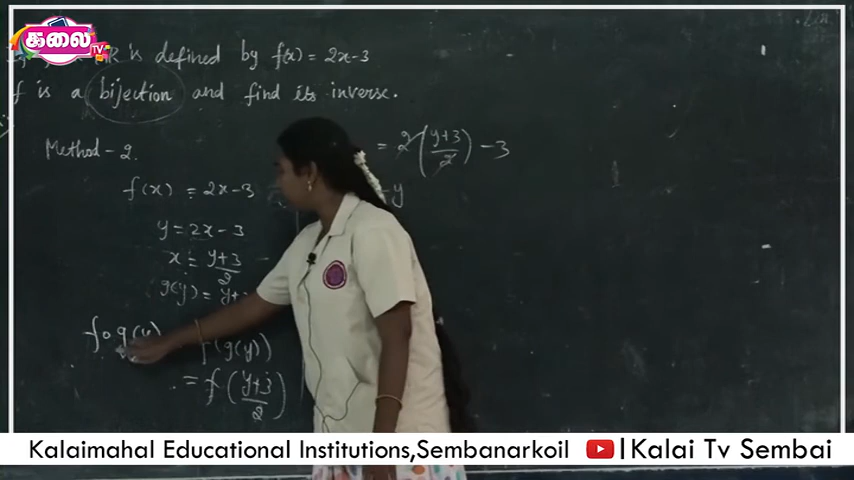 கலை TV
R is defined by f(x) = 2x-3
f is a bijection and find its inverse.
Method - 2.
f(x) = 2x-3
y = 2x - 3
x = y+3/2
g(y) = y+
fog(y)
f(g(y))
= f(y+3/2)
= 2(y+3/2) - 3
y
Kalaimahal Educational Institutions,Sembanarkoil
|Kalai Tv Sembai